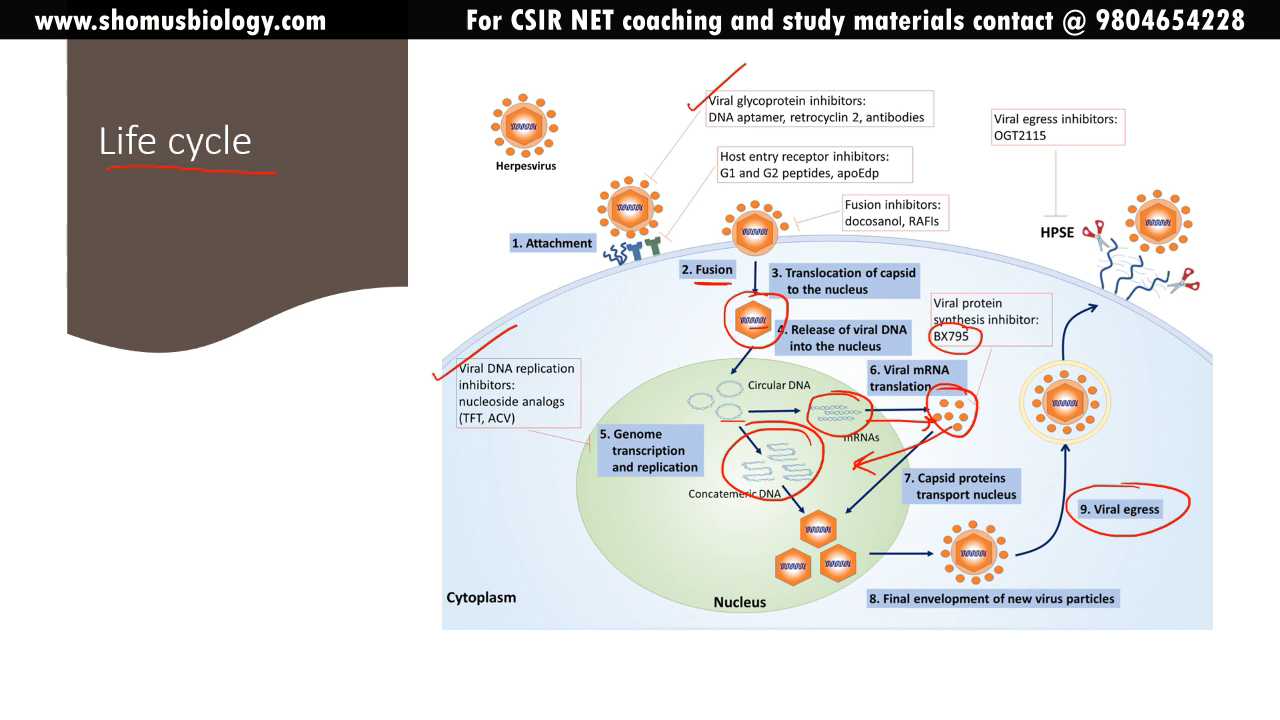 www.shomusbiology.com
For CSIR NET coaching and study materials contact @ 9804654228
Life cycle
Herpesvirus
Viral glycoprotein inhibitors:
DNA aptamer, retrocyclin 2, antibodies
Host entry receptor inhibitors:
G1 and G2 peptides, apoEdp
Fusion inhibitors:
docosanol, RAFIs
Viral egress inhibitors:
OGT2115
HPSE
1. Attachment
2. Fusion
3. Translocation of capsid
to the nucleus
4. Release of viral DNA
into the nucleus
Viral protein
synthesis inhibitor:
BX795
Viral DNA replication
inhibitors:
nucleoside analogs
(TFT, ACV)
Circular DNA
6. Viral mRNA
translation
mRNAs
5. Genome
transcription
and replication
Concatemeric DNA
7. Capsid proteins
transport nucleus
9. Viral egress
8. Final envelopment of new virus particles
Cytoplasm
Nucleus